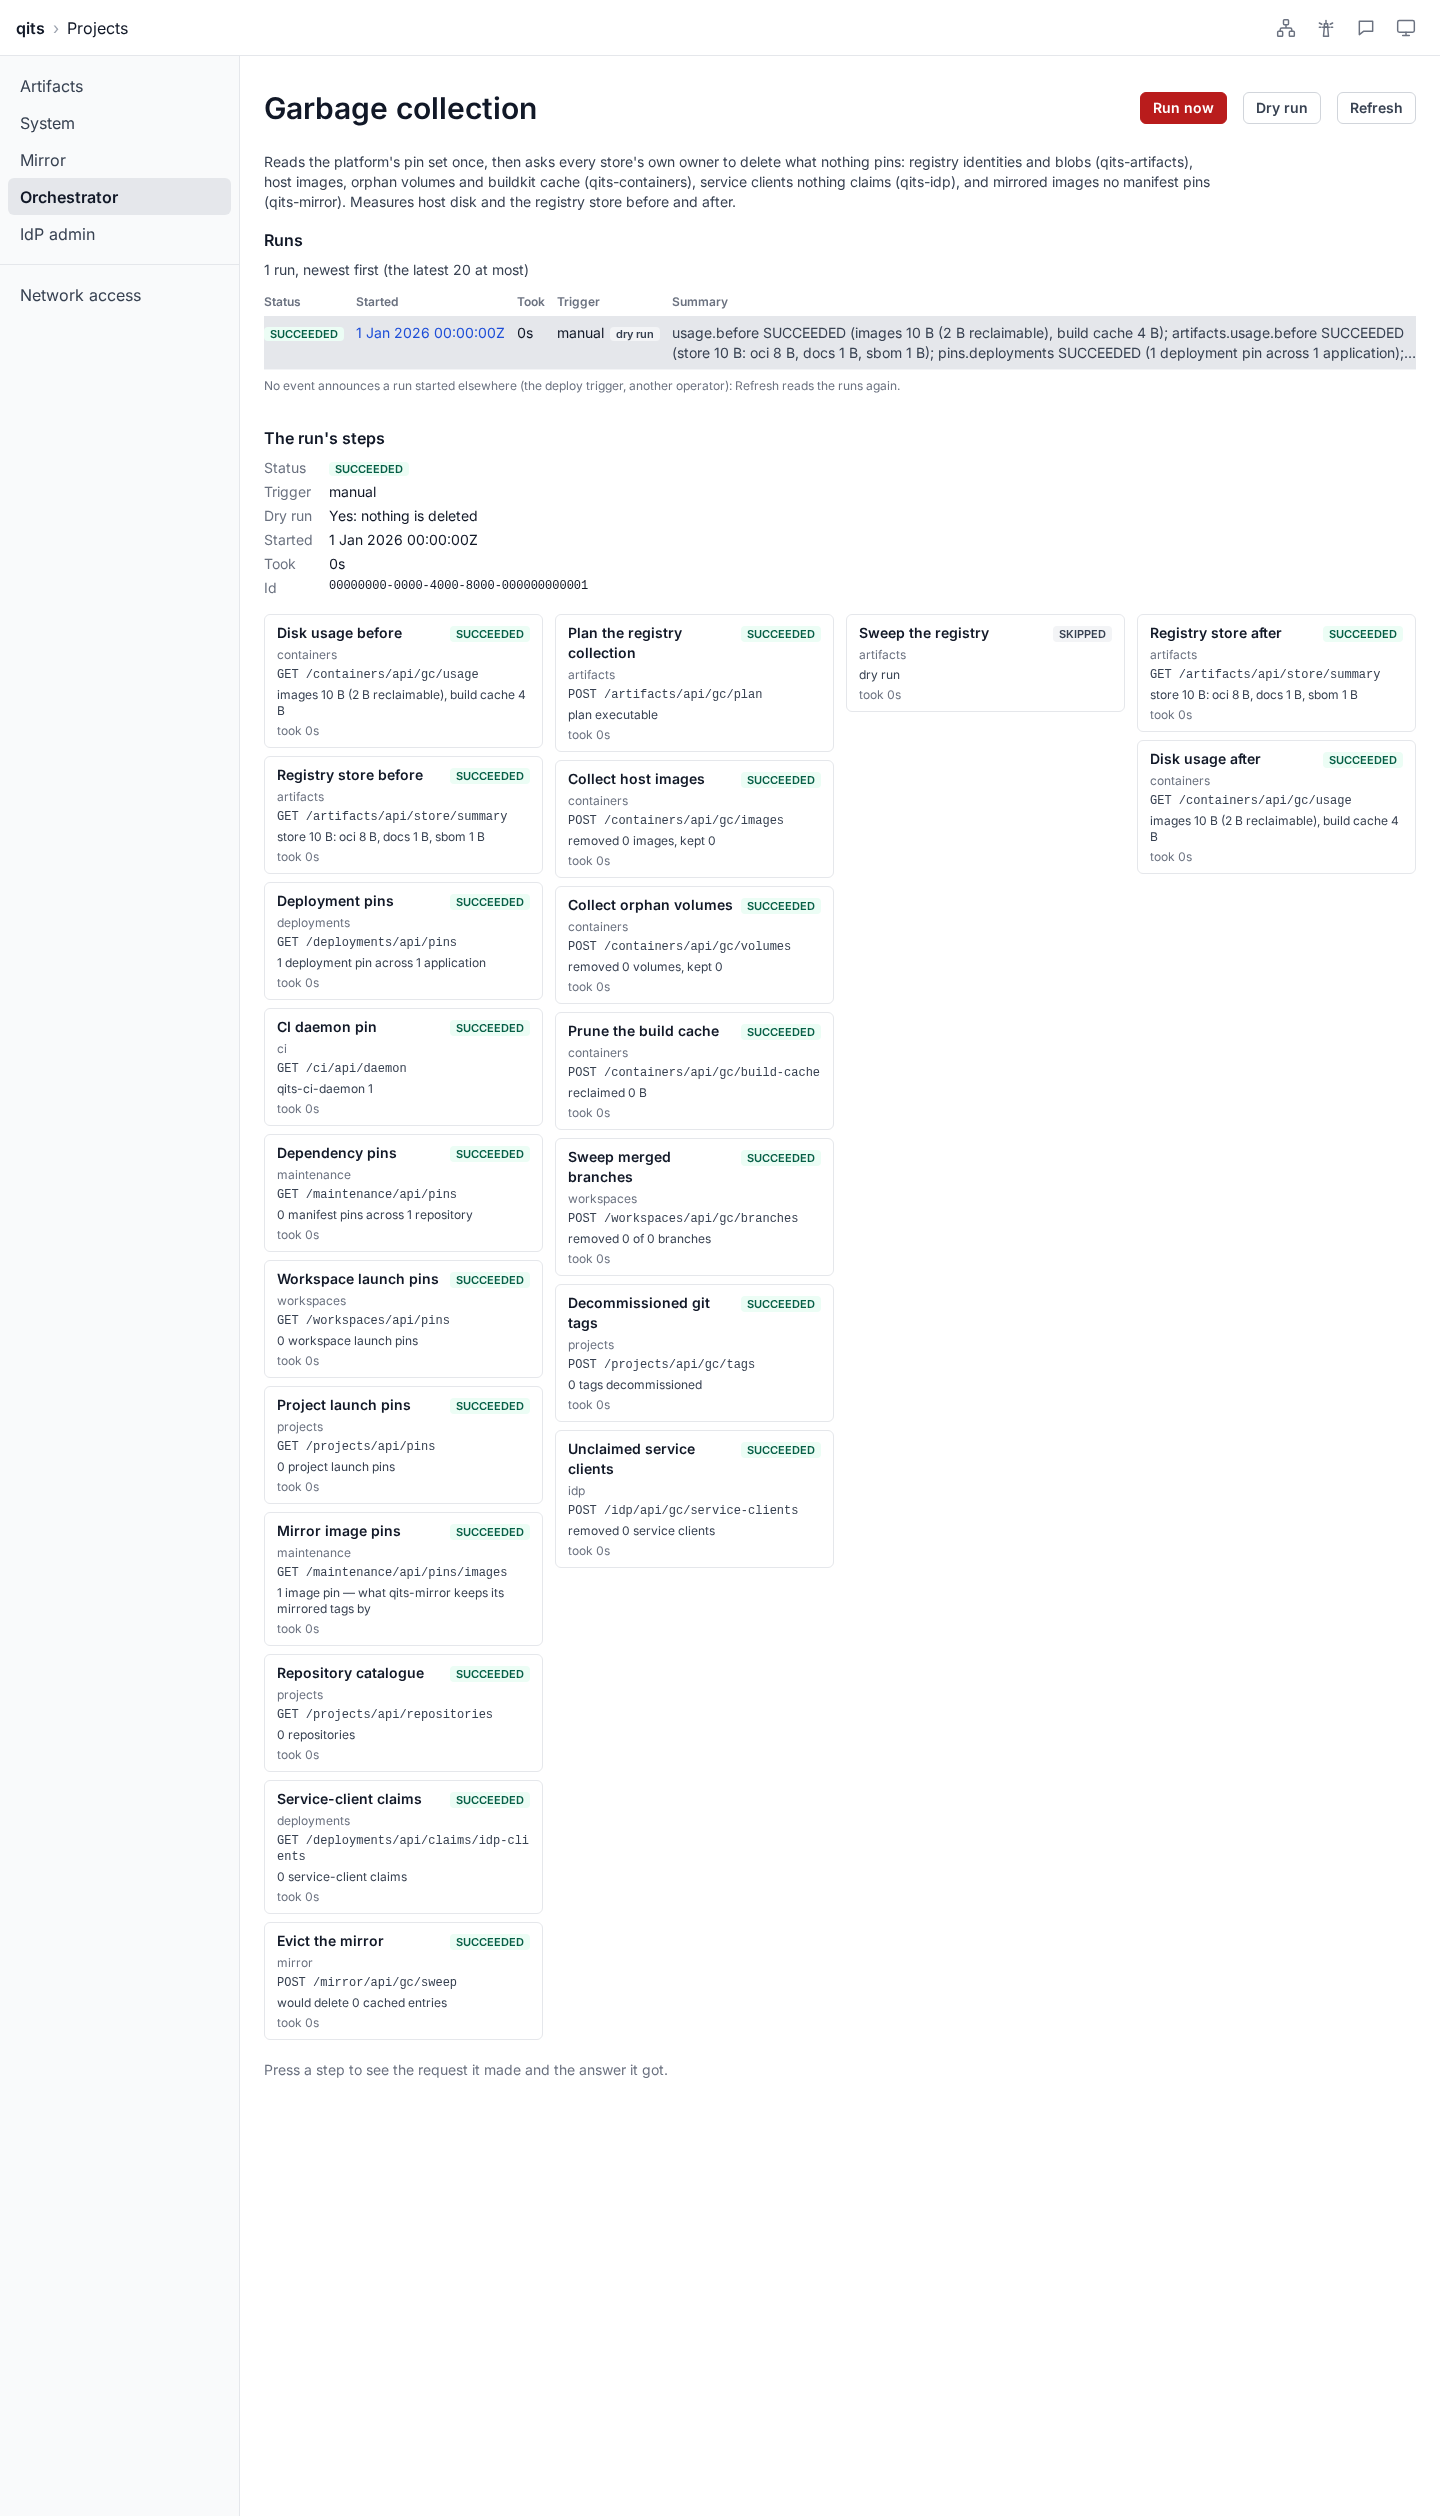 qits › Projects
Artifacts
System
Mirror
Orchestrator
IdP admin
Network access
Garbage collection
Run now
Dry run
Refresh
Reads the platform's pin set once, then asks every store's own owner to delete what nothing pins: registry identities and blobs (qits-artifacts),
host images, orphan volumes and buildkit cache (qits-containers), service clients nothing claims (qits-idp), and mirrored images no manifest pins
(qits-mirror). Measures host disk and the registry store before and after.
Runs
1 run, newest first (the latest 20 at most)
Status Started Took Trigger Summary
SUCCEEDED 1 Jan 2026 00:00:00Z 0s manual dry run usage.before SUCCEEDED (images 10 B (2 B reclaimable), build cache 4 B); artifacts.usage.before SUCCEEDED
(store 10 B: oci 8 B, docs 1 B, sbom 1 B); pins.deployments SUCCEEDED (1 deployment pin across 1 application);...
No event announces a run started elsewhere (the deploy trigger, another operator): Refresh reads the runs again.
The run's steps
Status SUCCEEDED
Trigger manual
Dry run Yes: nothing is deleted
Started 1 Jan 2026 00:00:00Z
Took 0s
Id 00000000-0000-4000-8000-000000000001
Disk usage before SUCCEEDED
containers
GET /containers/api/gc/usage
images 10 B (2 B reclaimable), build cache 4
B
took 0s
Registry store before SUCCEEDED
artifacts
GET /artifacts/api/store/summary
store 10 B: oci 8 B, docs 1 B, sbom 1 B
took 0s
Deployment pins SUCCEEDED
deployments
GET /deployments/api/pins
1 deployment pin across 1 application
took 0s
CI daemon pin SUCCEEDED
ci
GET /ci/api/daemon
qits-ci-daemon 1
took 0s
Dependency pins SUCCEEDED
maintenance
GET /maintenance/api/pins
0 manifest pins across 1 repository
took 0s
Workspace launch pins SUCCEEDED
workspaces
GET /workspaces/api/pins
0 workspace launch pins
took 0s
Project launch pins SUCCEEDED
projects
GET /projects/api/pins
0 project launch pins
took 0s
Mirror image pins SUCCEEDED
maintenance
GET /maintenance/api/pins/images
1 image pin — what qits-mirror keeps its
mirrored tags by
took 0s
Repository catalogue SUCCEEDED
projects
GET /projects/api/repositories
0 repositories
took 0s
Service-client claims SUCCEEDED
deployments
GET /deployments/api/claims/idp-cli
ents
0 service-client claims
took 0s
Evict the mirror SUCCEEDED
mirror
POST /mirror/api/gc/sweep
would delete 0 cached entries
took 0s
Plan the registry SUCCEEDED
collection
artifacts
POST /artifacts/api/gc/plan
plan executable
took 0s
Collect host images SUCCEEDED
containers
POST /containers/api/gc/images
removed 0 images, kept 0
took 0s
Collect orphan volumes SUCCEEDED
containers
POST /containers/api/gc/volumes
removed 0 volumes, kept 0
took 0s
Prune the build cache SUCCEEDED
containers
POST /containers/api/gc/build-cache
reclaimed 0 B
took 0s
Sweep merged SUCCEEDED
branches
workspaces
POST /workspaces/api/gc/branches
removed 0 of 0 branches
took 0s
Decommissioned git SUCCEEDED
tags
projects
POST /projects/api/gc/tags
0 tags decommissioned
took 0s
Unclaimed service SUCCEEDED
clients
idp
POST /idp/api/gc/service-clients
removed 0 service clients
took 0s
Sweep the registry SKIPPED
artifacts
dry run
took 0s
Registry store after SUCCEEDED
artifacts
GET /artifacts/api/store/summary
store 10 B: oci 8 B, docs 1 B, sbom 1 B
took 0s
Disk usage after SUCCEEDED
containers
GET /containers/api/gc/usage
images 10 B (2 B reclaimable), build cache 4
B
took 0s
Press a step to see the request it made and the answer it got.